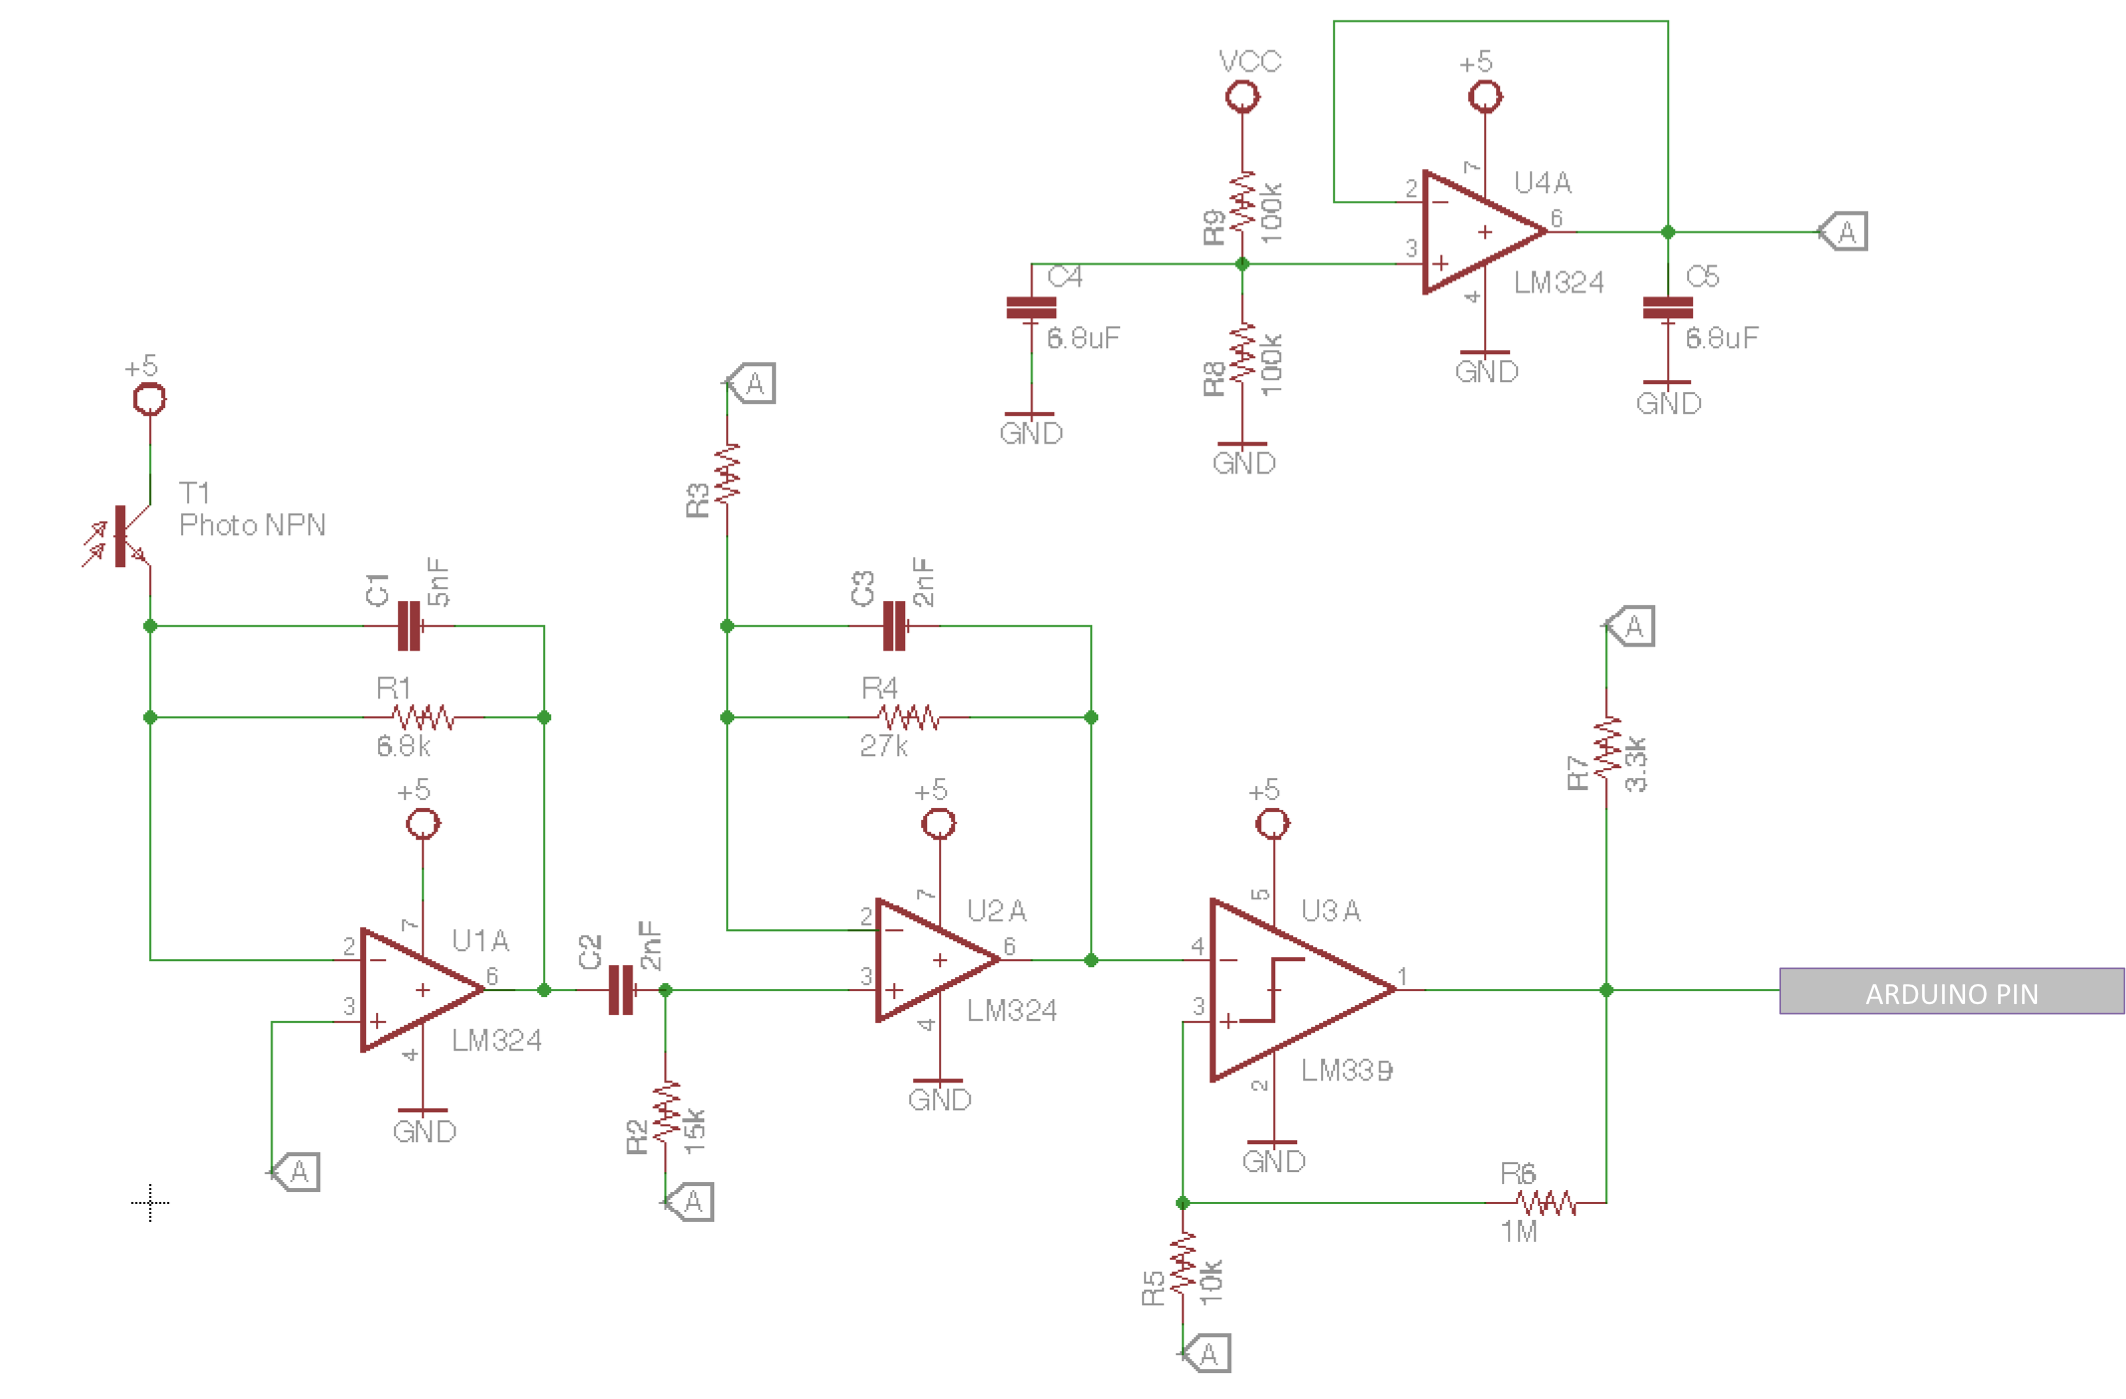 VCC
+5
R9
100k
2
3
7
4
6
U4A
LM324
A
C4
6.8uF
GND
R8
100k
GND
GND
C5
6.8uF
GND
+5
T1
Photo NPN
C1
5nF
R1
6.8k
+5
2
3
7
4
6
U1A
LM324
GND
A
C2
2nF
R2
15k
A
A
R3
C3
2nF
R4
27k
+5
2
3
7
4
6
U2A
LM324
GND
+5
4
3
5
2
1
U3A
LM339
GND
A
R7
3.3k
ARDUINO PIN
R6
1M
R5
10k
A